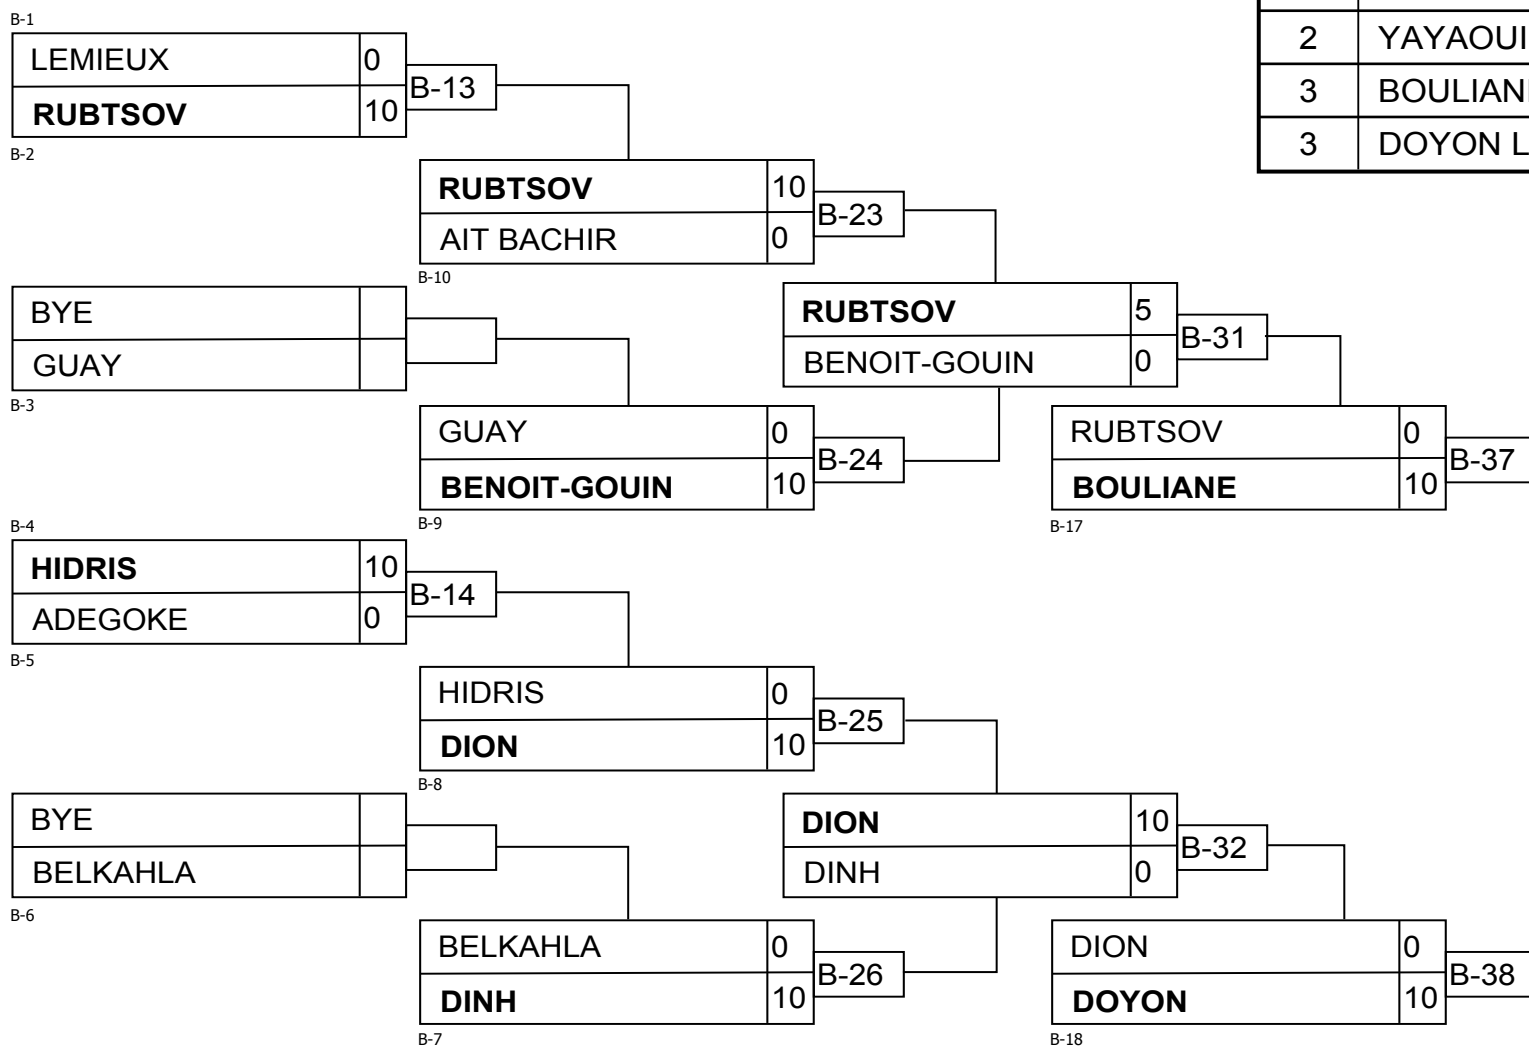 B-1
LEMIEUX 0
RUBTSOV 10
B-13
B-2
2 YAYAOUI
3 BOULIAN
3 DOYON L
RUBTSOV 10
AIT BACHIR 0
B-23
B-10
BYE
GUAY
B-3
RUBTSOV 5
BENOIT-GOUIN 0
B-31
GUAY 0
BENOIT-GOUIN 10
B-24
B-9
RUBTSOV 0
BOULIANE 10
B-37
B-17
B-4
HIDRIS 10
ADEGOKE 0
B-14
B-5
HIDRIS 0
DION 10
B-25
B-8
BYE
BELKAHLA
B-6
DION 10
DINH 0
B-32
BELKAHLA 0
DINH 10
B-26
B-7
DION 0
DOYON 10
B-38
B-18